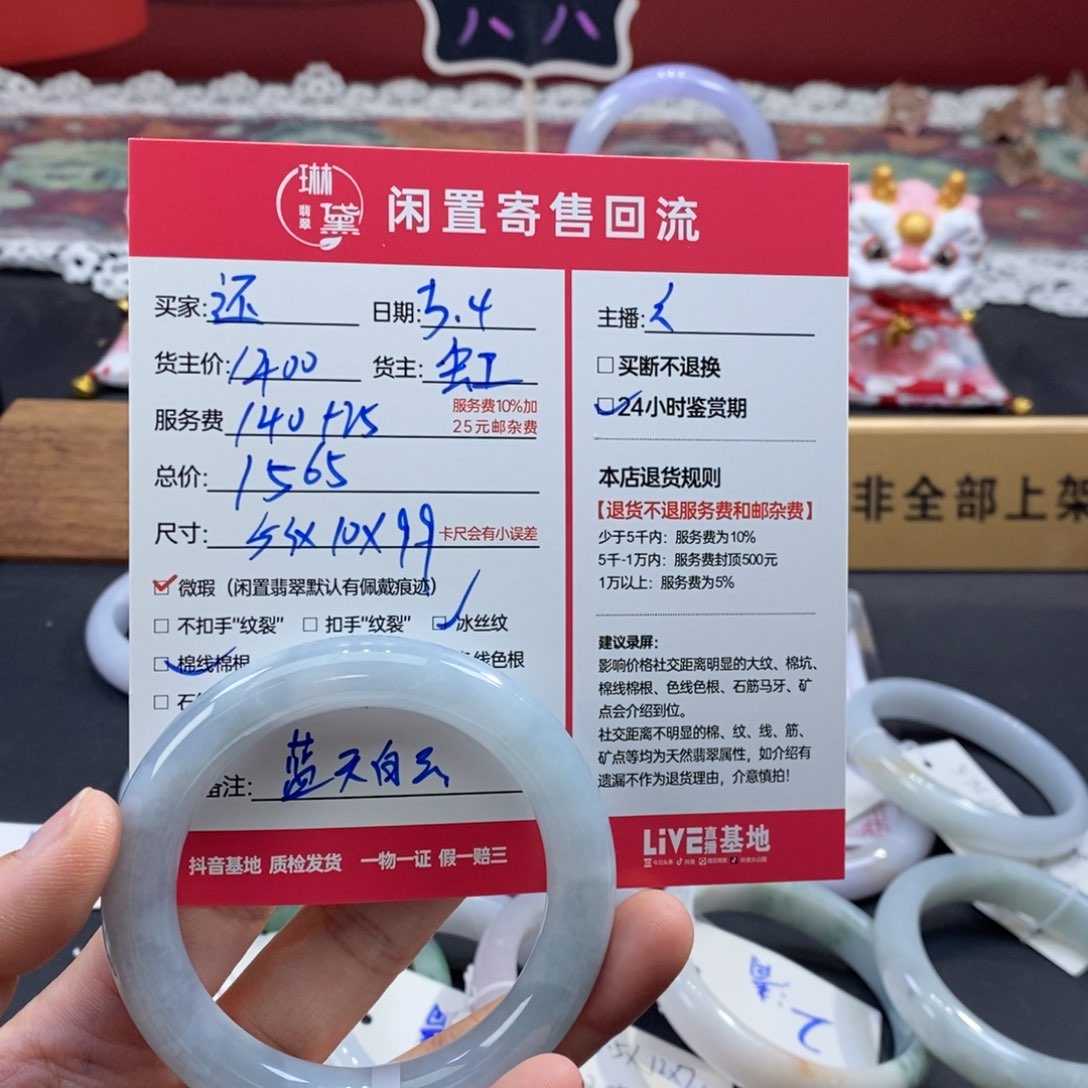 八八
琳黛
翡翠
闲置寄售回流
买家:还
日期:5.4
货主价:1400
货主:虹
服务费140+25
服务费10%加
25元邮杂费
总价:1565
尺寸:54X10X99
卡尺会有小误差
微瑕（闲置翡翠默认有佩戴痕迹）
不扣手"纹裂"
扣手"纹裂"
冰丝纹
棉线棉根
线色根
石
备注:蓝天白云
主播:
买断不退换
24小时鉴赏期
本店退货规则
【退货不退服务费和邮杂费】
少于5千内：服务费为10%
5千-1万内：服务费封顶500元
1万以上：服务费为5%
建议录屏：
影响价格社交距离明显的大纹、棉坑、
棉线棉根、色线色根、石筋马牙、矿
点会介绍到位。
社交距离不明显的棉、纹、线、筋、
矿点等均为天然翡翠属性，如介绍有
遗漏不作为退货理由，介意慎拍！
抖音基地 质检发货 一物一证 假一赔三
LiVE直播基地
非全部上架